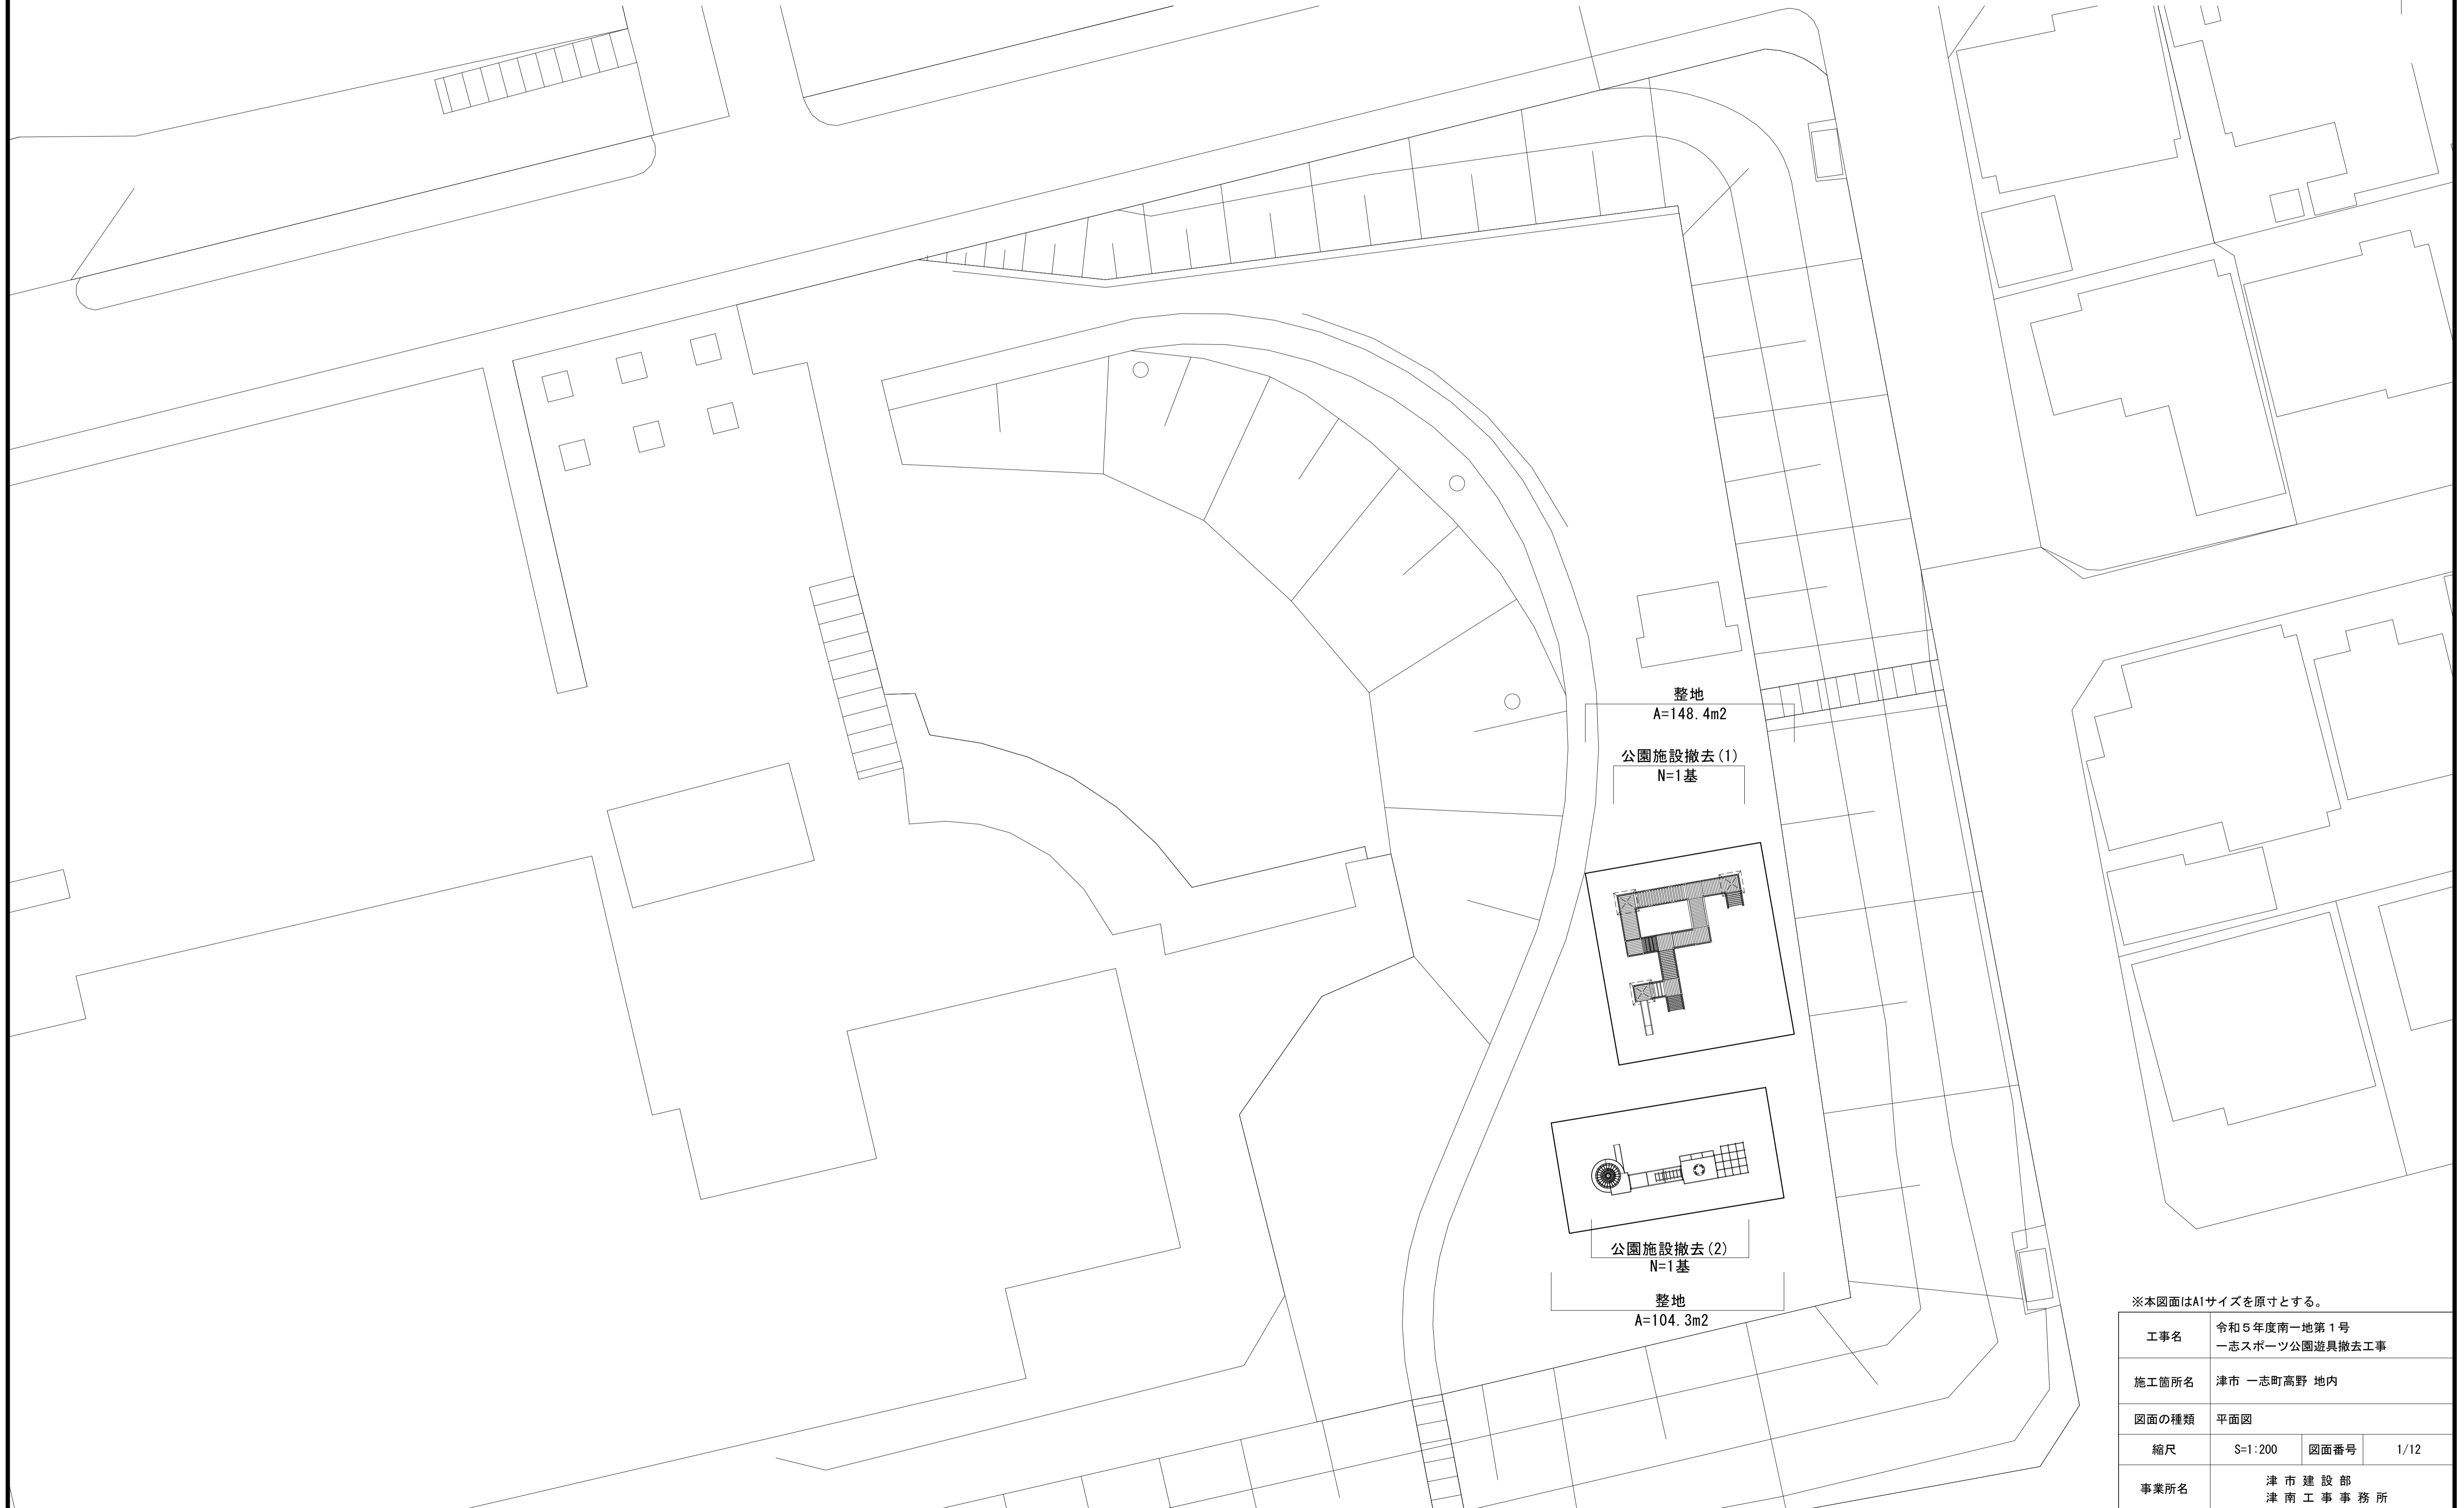 整地
A=148.4m2
公園施設撤去(1)
N=1基
公園施設撤去(2)
N=1基
整地
A=104.3m2
※本図面はA1サイズを原寸とする。
工事名
令和５年度南一地第１号
一志スポーツ公園遊具撤去工事
施工箇所名
津市 一志町高野 地内
図面の種類
平面図
縮尺
S=1:200
図面番号
1/12
事業所名
津市建設部
津南工事事務所